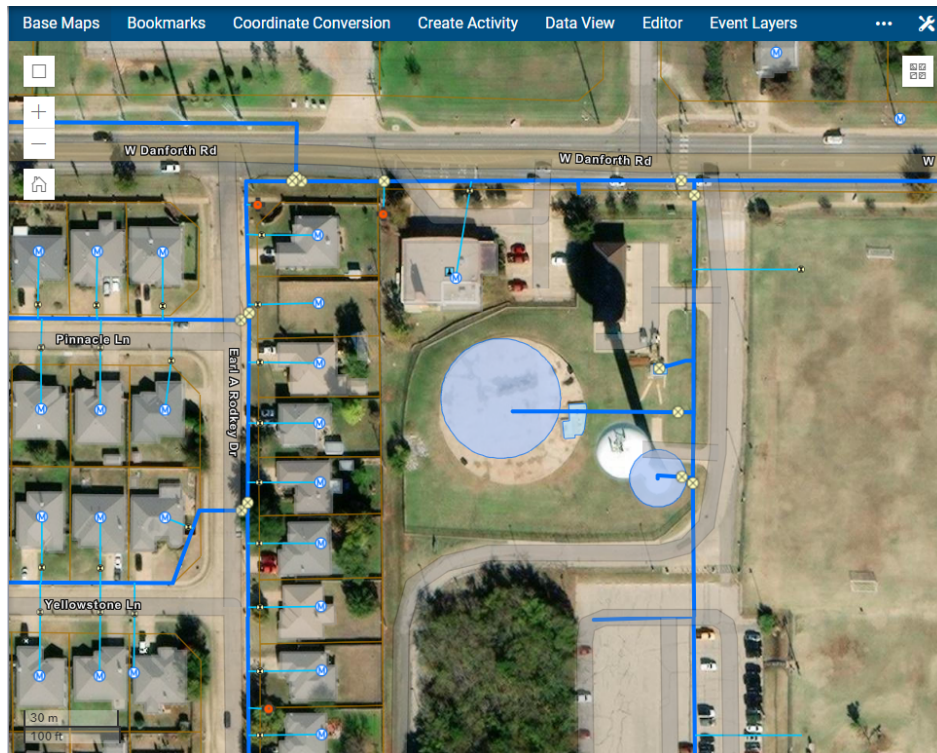 Base Maps Bookmarks Coordinate Conversion Create Activity Data View Editor Event Layers
W Danforth Rd W Danforth Rd W
Pinnacle Ln
Earl A Rodkey Dr
Yellowstone Ln
30 m
100 ft